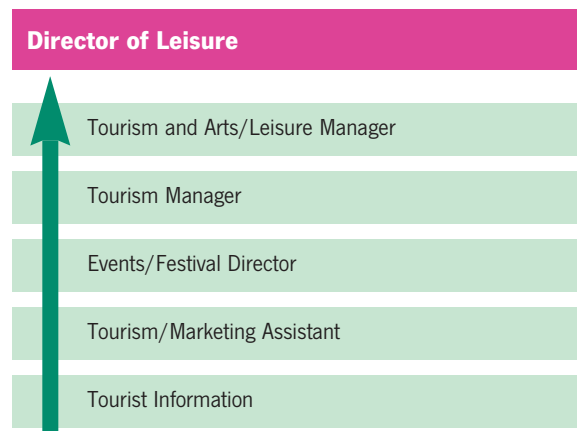 Director of Leisure
Tourism and Arts/Leisure Manager
Tourism Manager
Events/Festival Director
Tourism/Marketing Assistant
Tourist Information